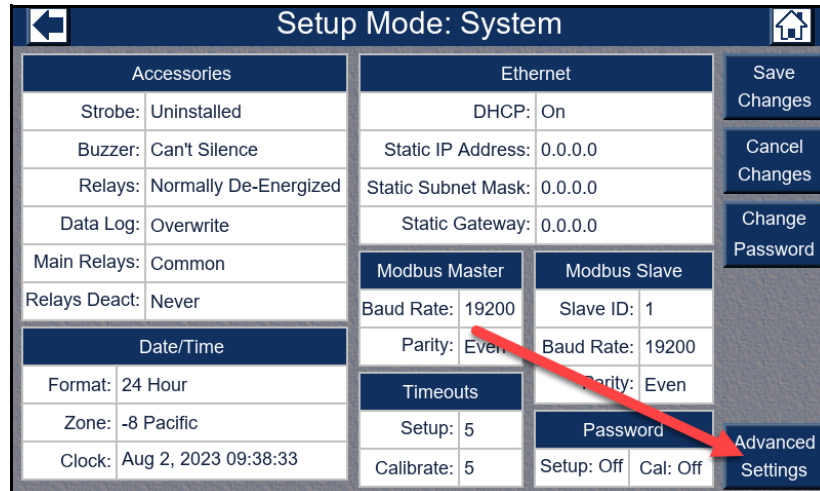 Setup Mode: System
Accessories
Strobe: Uninstalled
Buzzer: Can't Silence
Relays: Normally De-Energized
Data Log: Overwrite
Main Relays: Common
Relays Deact: Never
Date/Time
Format: 24 Hour
Zone: -8 Pacific
Clock: Aug 2, 2023 09:38:33
Ethernet
DHCP: On
Static IP Address: 0.0.0.0
Static Subnet Mask: 0.0.0.0
Static Gateway: 0.0.0.0
Modbus Master
Baud Rate: 19200
Parity: Even
Timeouts
Setup: 5
Calibrate: 5
Modbus Slave
Slave ID: 1
Baud Rate: 19200
Parity: Even
Password
Setup: Off Cal: Off
Save
Changes
Cancel
Changes
Change
Password
Advanced
Settings